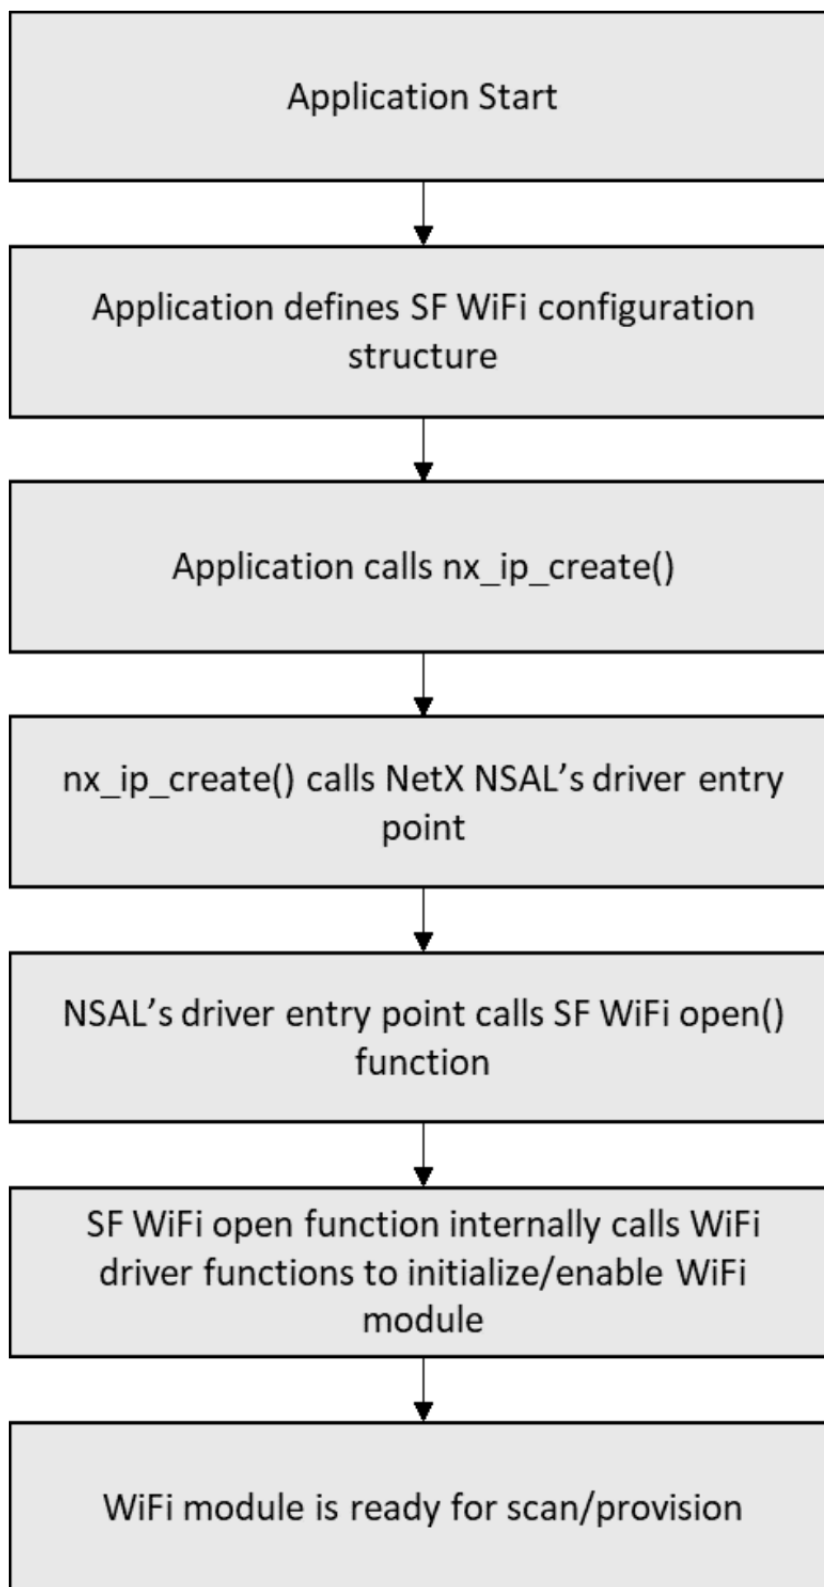 Application Start
Application defines SF WiFi configuration
structure
Application calls nx_ip_create()
nx_ip_create() calls NetX NSAL’s driver entry
point
NSAL’s driver entry point calls SF WiFi open()
function
SF WiFi open function internally calls WiFi
driver functions to initialize/enable WiFi
module
WiFi module is ready for scan/provision